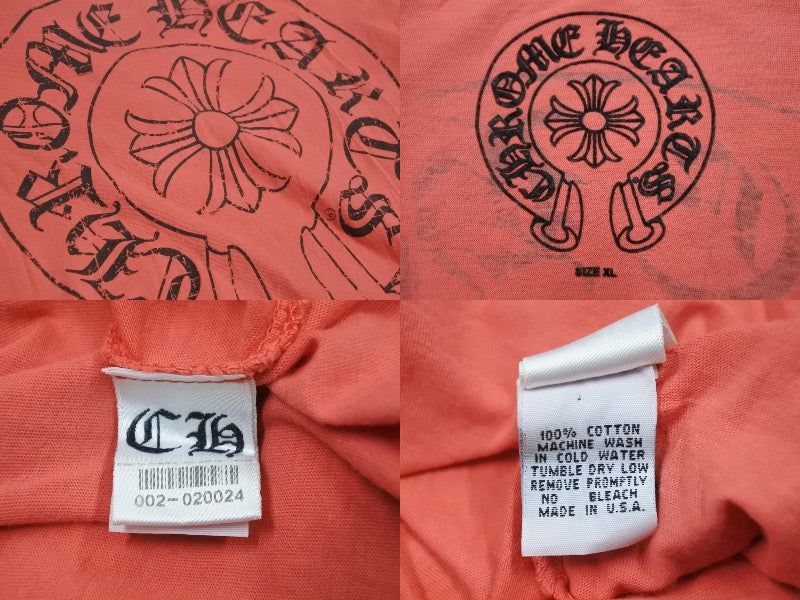 CHROME HEARTS
®
CHROME HEARTS
SIZE XL
CH
002-020024
100% COTTON
MACHINE WASH
IN COLD WATER
TUMBLE DRY LOW
REMOVE PROMPTLY
NO BLEACH
MADE IN U.S.A.